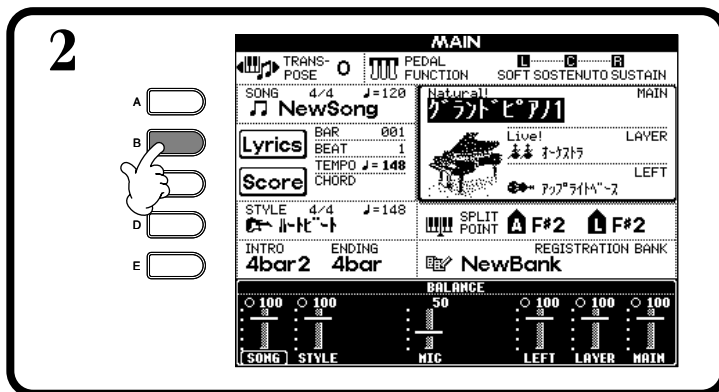 2
MAIN
TRANS-
POSE 0
PEDAL
FUNCTION
L C R
SOFT SOSTENUTO SUSTAIN
SONG 4/4 ♩=120
NewSong
Lyrics
Score
BAR 001
BEAT 1
TEMPO ♩=148
CHORD
STYLE 4/4 ♩=148
ハートビート
INTRO ENDING
4bar2 4bar
Natural! MAIN
グランドピアノ1
Live! LAYER
オーケストラ
LEFT
アップライトベース
SPLIT
POINT A F#2 L F#2
REGISTRATION BANK
NewBank
BALANCE
100 100 50 100 100 100
SONG STYLE MIC LEFT LAYER MAIN
A
B
D
E